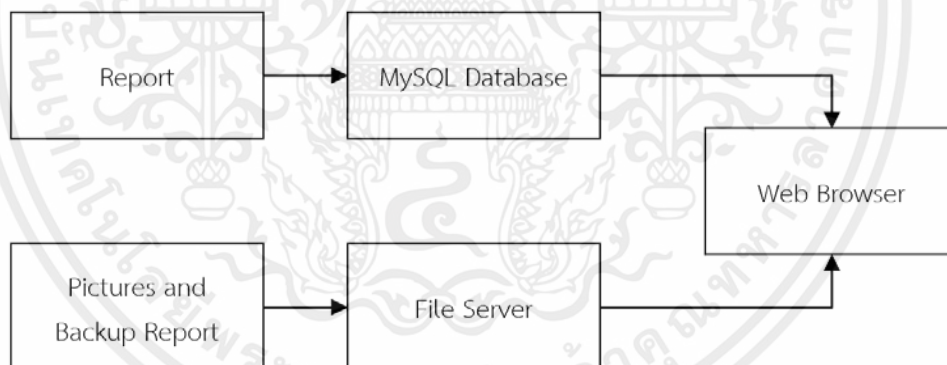 Report
MySQL Database
Web Browser
Pictures and
Backup Report
File Server